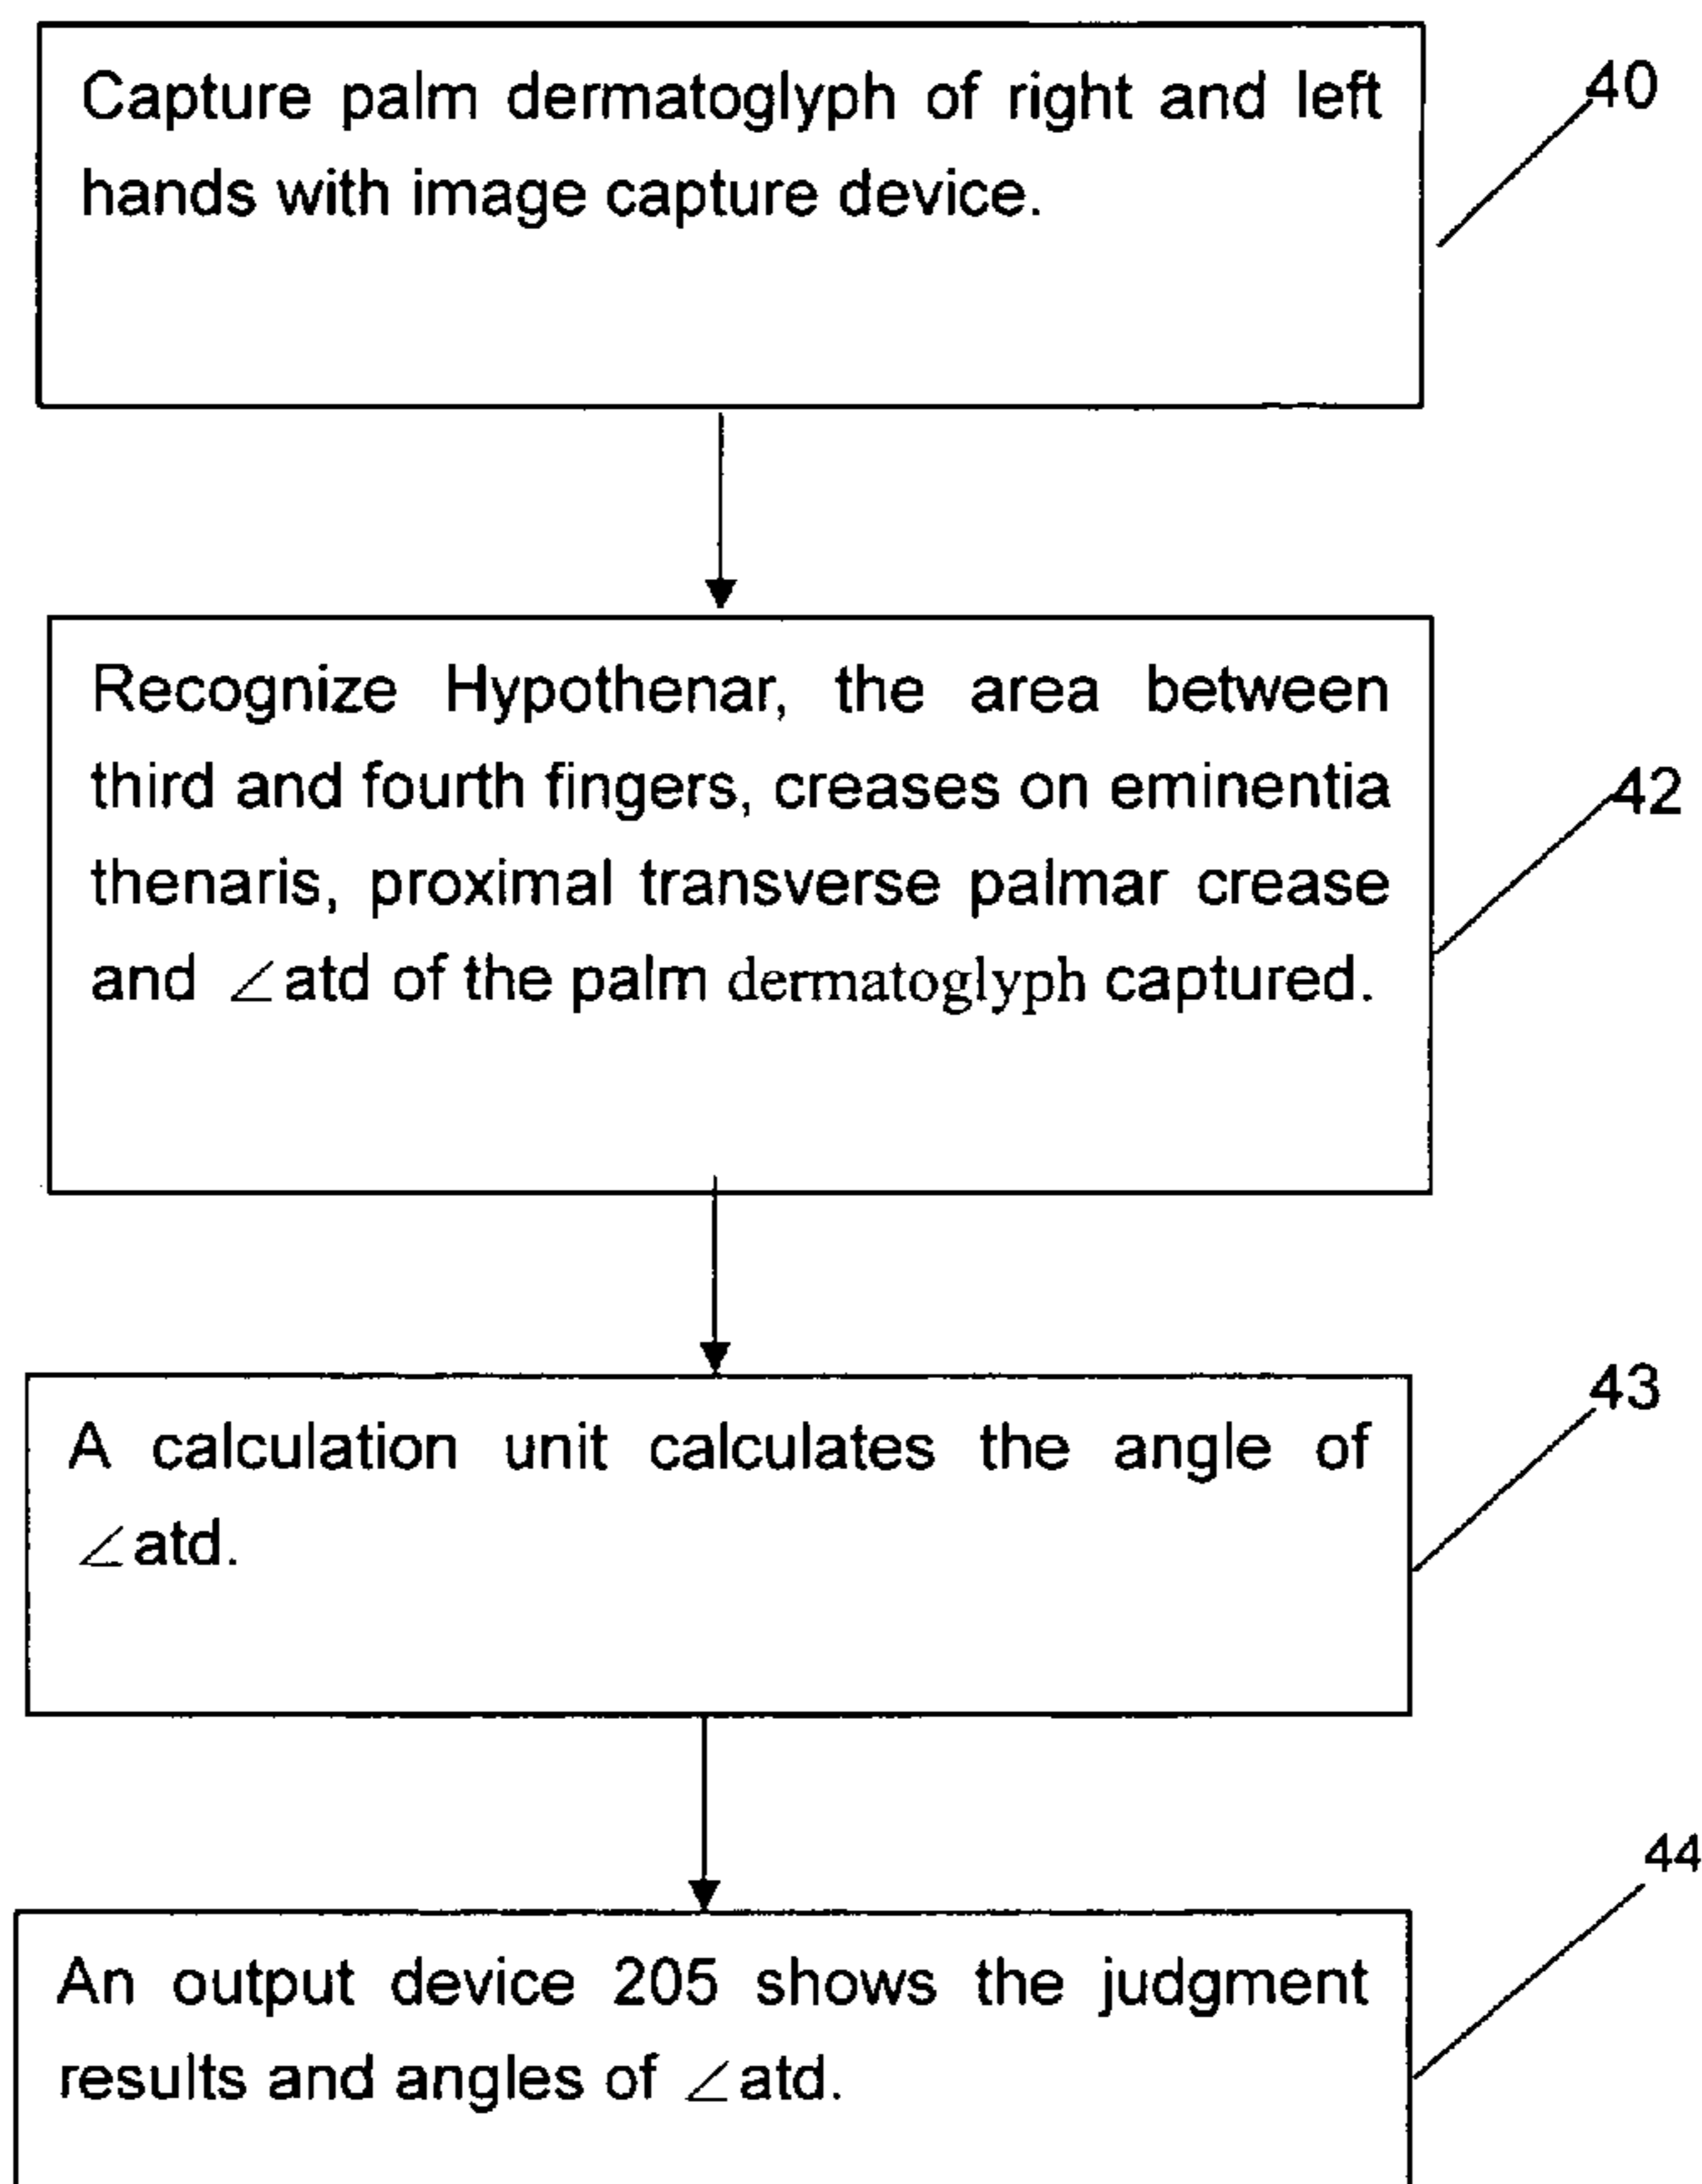 Capture palm dermatoglyph of right and left
hands with image capture device.
40
Recognize Hypothenar, the area between
third and fourth fingers, creases on eminentia
thenaris, proximal transverse palmar crease
and ∠atd of the palm dermatoglyph captured.
42
A calculation unit calculates the angle of
∠atd.
43
An output device 205 shows the judgment
results and angles of ∠atd.
44